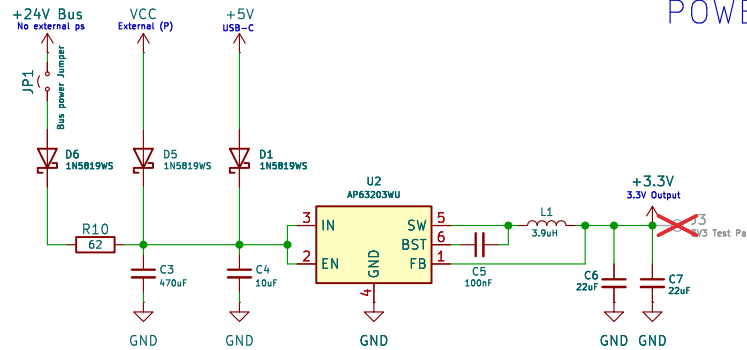 POWE
+24V Bus
No external ps
VCC
External (P)
+5V
USB-C
JP1
Bus power Jumper
D6
1N5819WS
D5
1N5819WS
D1
1N5819WS
R10
62
C3
470uF
C4
10uF
GND
GND
U2
AP63203WU
3 IN
2 EN
SW 5
BST 6
FB 1
GND
4
GND
C5
100nF
L1
3.9uH
+3.3V
3.3V Output
J3
3V3 Test Pa
C6
22uF
C7
22uF
GND
GND